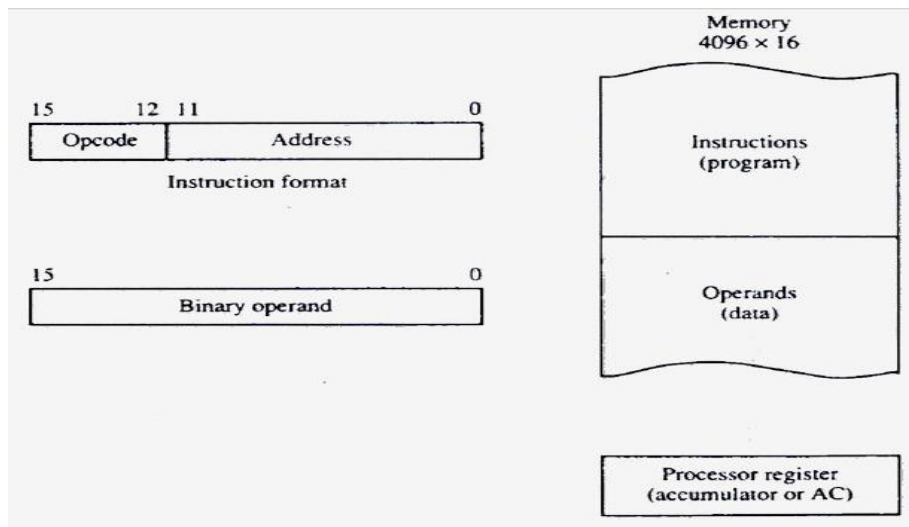 Memory
4096 × 16
15 12 11 0
Opcode Address
Instruction format
Instructions
(program)
15 0
Binary operand
Operands
(data)
Processor register
(accumulator or AC)